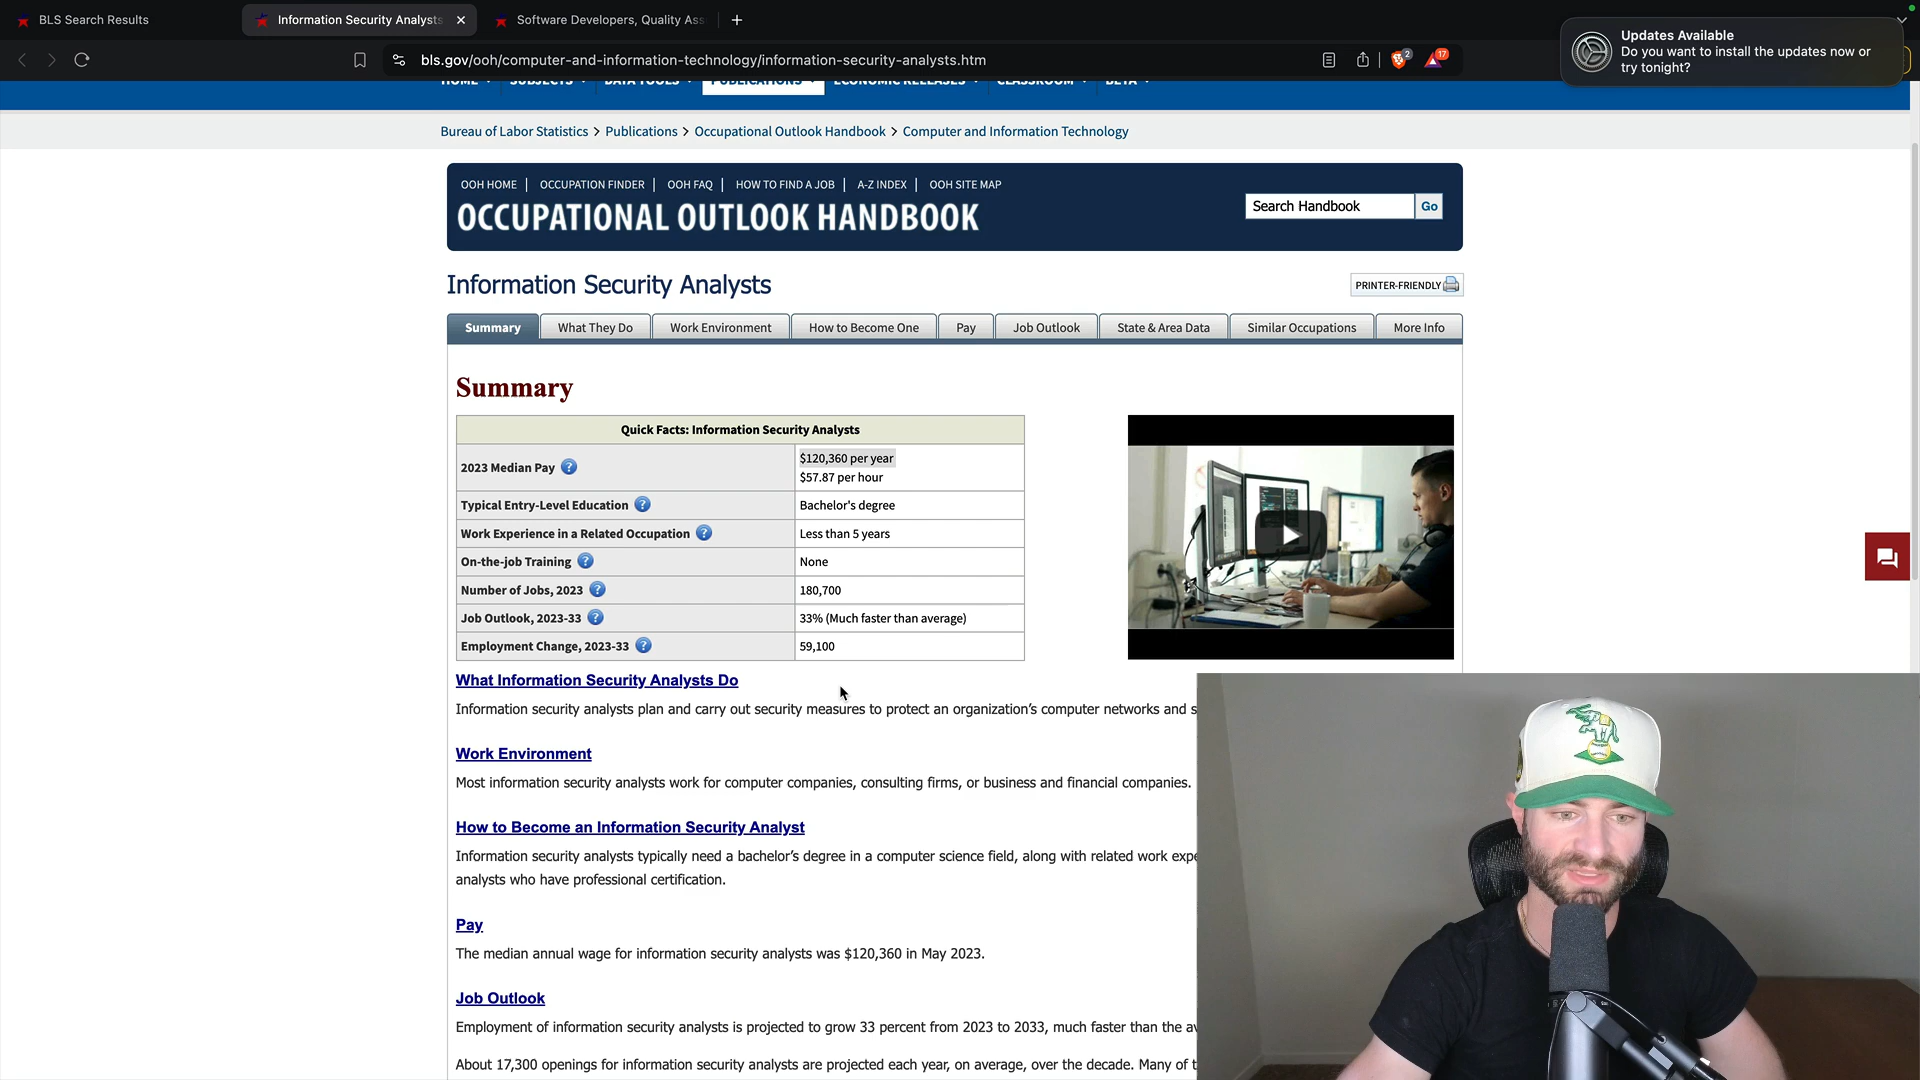 BLS Search Results
Information Security Analysts
Software Developers, Quality Ass
bls.gov/ooh/computer-and-information-technology/information-security-analysts.htm
2
17
Updates Available
Do you want to install the updates now or
try tonight?
HOME
SUBJECTS
DATA TOOLS
PUBLICATIONS
ECONOMIC RELEASES
CLASSROOM
BETA
Bureau of Labor Statistics > Publications > Occupational Outlook Handbook > Computer and Information Technology
OOH HOME | OCCUPATION FINDER | OOH FAQ | HOW TO FIND A JOB | A-Z INDEX | OOH SITE MAP
OCCUPATIONAL OUTLOOK HANDBOOK
Search Handbook
Go
Information Security Analysts
PRINTER-FRIENDLY
Summary
What They Do
Work Environment
How to Become One
Pay
Job Outlook
State & Area Data
Similar Occupations
More Info
Summary
Quick Facts: Information Security Analysts
2023 Median Pay ?
$120,360 per year
$57.87 per hour
Typical Entry-Level Education ? Bachelor's degree
Work Experience in a Related Occupation ? Less than 5 years
On-the-job Training ? None
Number of Jobs, 2023 ? 180,700
Job Outlook, 2023-33 ? 33% (Much faster than average)
Employment Change, 2023-33 ? 59,100
What Information Security Analysts Do
Information security analysts plan and carry out security measures to protect an organization’s computer networks and s
Work Environment
Most information security analysts work for computer companies, consulting firms, or business and financial companies.
How to Become an Information Security Analyst
Information security analysts typically need a bachelor’s degree in a computer science field, along with related work expe
analysts who have professional certification.
Pay
The median annual wage for information security analysts was $120,360 in May 2023.
Job Outlook
Employment of information security analysts is projected to grow 33 percent from 2023 to 2033, much faster than the av
About 17,300 openings for information security analysts are projected each year, on average, over the decade. Many of t